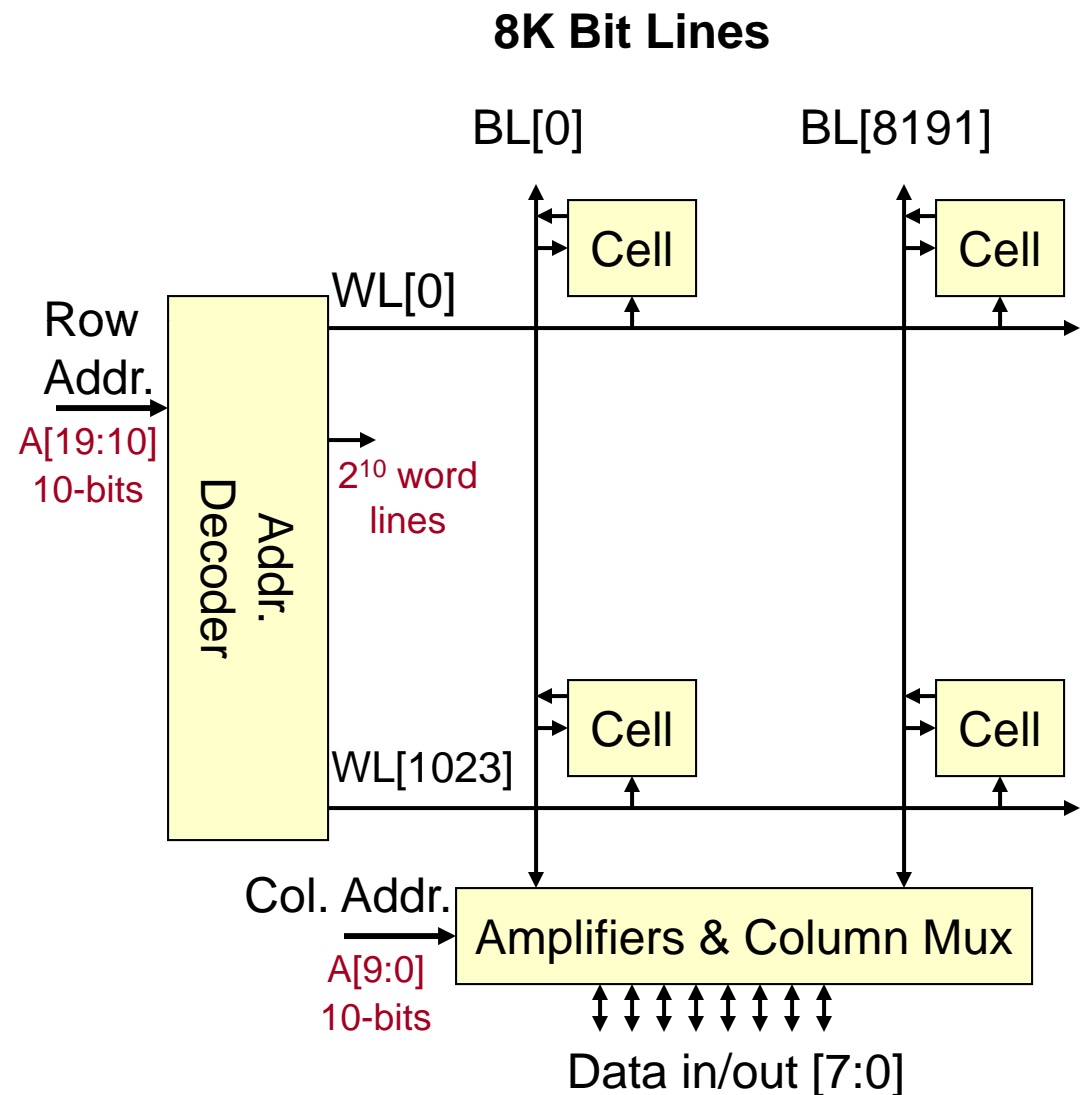 8K Bit Lines
BL[0]
BL[8191]
Cell
Cell
WL[0]
Row
Addr.
A[19:10]
10-bits
2¹⁰ word
lines
Addr.
Decoder
Cell
Cell
WL[1023]
Col. Addr.
A[9:0]
10-bits
Amplifiers & Column Mux
Data in/out [7:0]